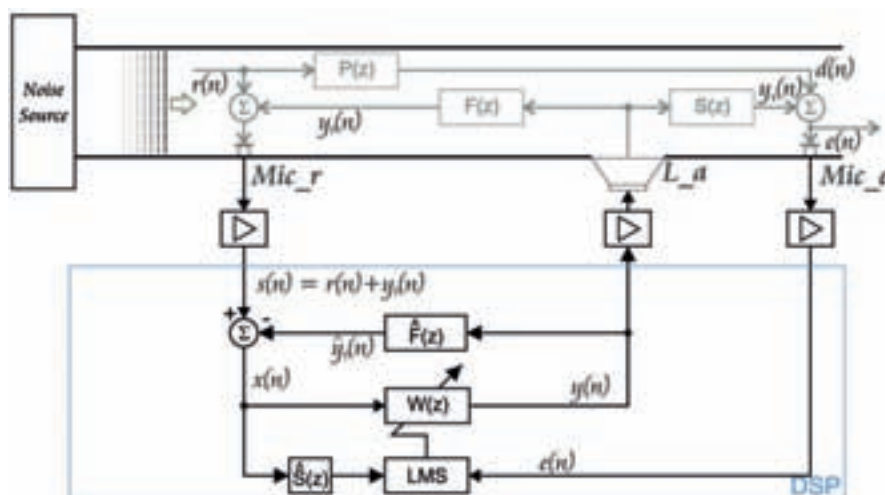 Noise
Source
r(n)
P(z)
d(n)
Σ
F(z)
S(z)
Σ
e(n)
Mic_r
L_a
s(n) = r(n)+
+
-
Σ
F̂(z)
x(n)
W(z)
y(n)
Ŝ(z)
LMS
e(n)
DSP